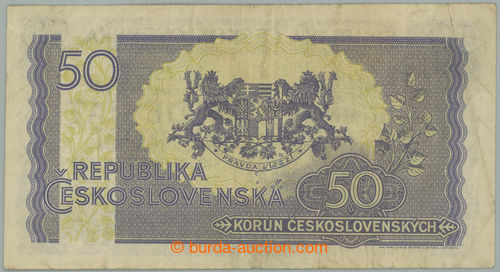 50
PRAVDA VÍTĚZÍ
REPUBLIKA
ČESKOSLOVENSKÁ
50
KORUN ČESKOSLOVENSKÝCH
burda-auction.com